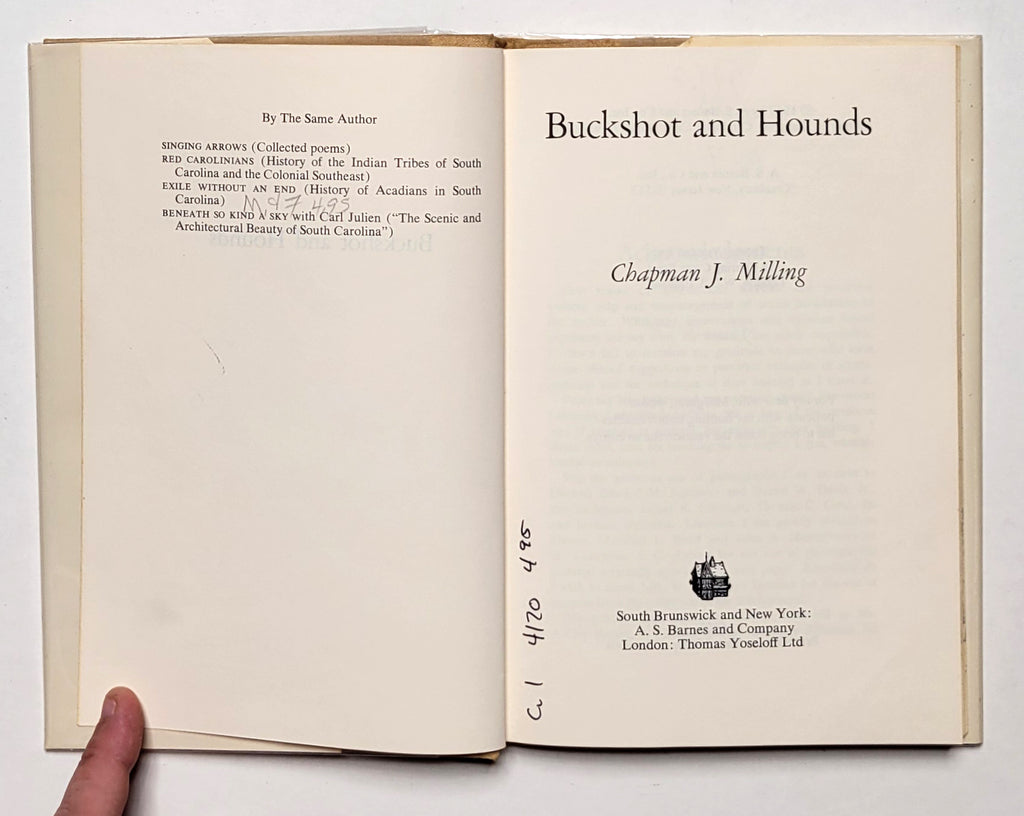 By The Same Author
SINGING ARROWS (Collected poems)
RED CAROLINIANS (History of the Indian Tribes of South
Carolina and the Colonial Southeast)
EXILE WITHOUT AN END (History of Acadians in South
Carolina)
BENEATH SO KIND A SKY with Carl Julien ("The Scenic and
Architectural Beauty of South Carolina")
Buckshot and Hounds
Chapman J. Milling
4/20 495
South Brunswick and New York:
A. S. Barnes and Company
London: Thomas Yoseloff Ltd